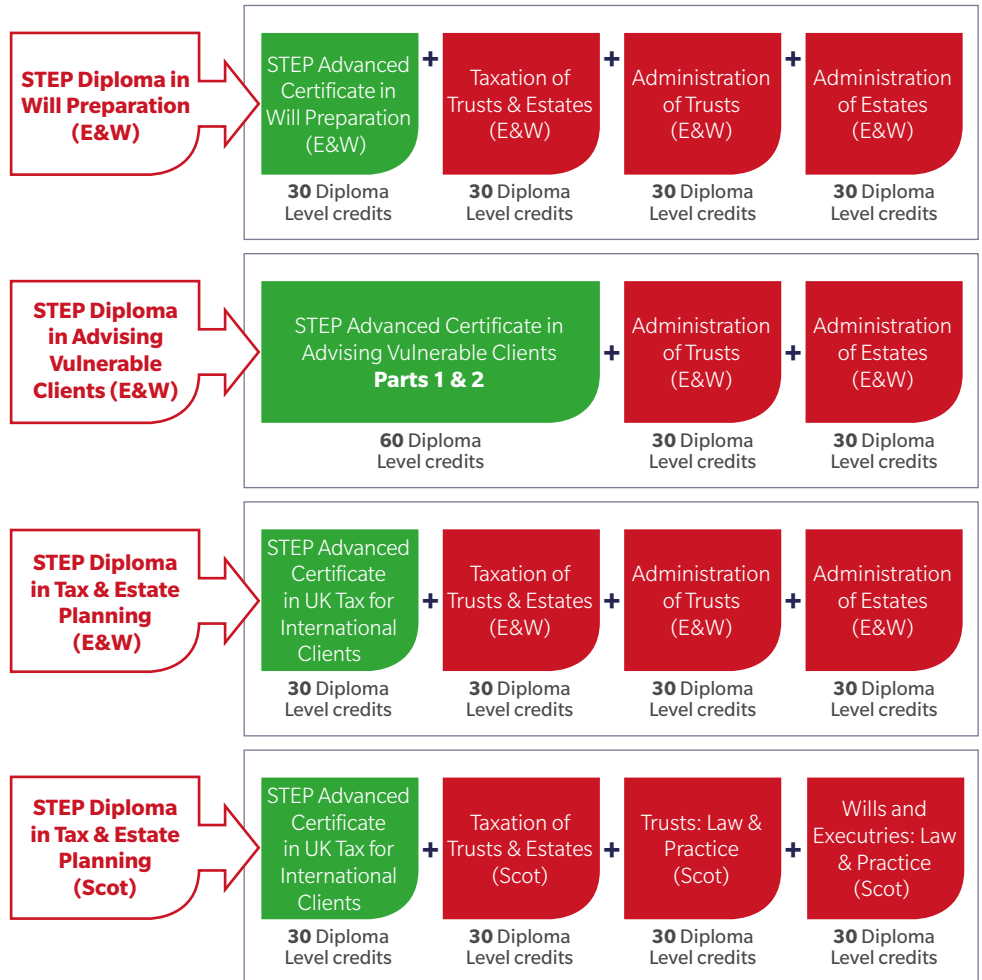 STEP Diploma in
Will Preparation
(E&W)
STEP Advanced
Certificate in
Will Preparation
(E&W)
30 Diploma
Level credits
+
Taxation of
Trusts & Estates
(E&W)
30 Diploma
Level credits
+
Administration
of Trusts
(E&W)
30 Diploma
Level credits
+
Administration
of Estates
(E&W)
30 Diploma
Level credits
STEP Diploma
in Advising
Vulnerable
Clients (E&W)
STEP Advanced Certificate in
Advising Vulnerable Clients
Parts 1 & 2
60 Diploma
Level credits
+
Administration
of Trusts
(E&W)
30 Diploma
Level credits
+
Administration
of Estates
(E&W)
30 Diploma
Level credits
STEP Diploma
in Tax & Estate
Planning
(E&W)
STEP Advanced
Certificate
in UK Tax for
International
Clients
30 Diploma
Level credits
+
Taxation of
Trusts & Estates
(E&W)
30 Diploma
Level credits
+
Administration
of Trusts
(E&W)
30 Diploma
Level credits
+
Administration
of Estates
(E&W)
30 Diploma
Level credits
STEP Diploma
in Tax & Estate
Planning
(Scot)
STEP Advanced
Certificate
in UK Tax for
International
Clients
30 Diploma
Level credits
+
Taxation of
Trusts & Estates
(Scot)
30 Diploma
Level credits
+
Trusts: Law &
Practice
(Scot)
30 Diploma
Level credits
+
Wills and
Executries: Law
& Practice
(Scot)
30 Diploma
Level credits